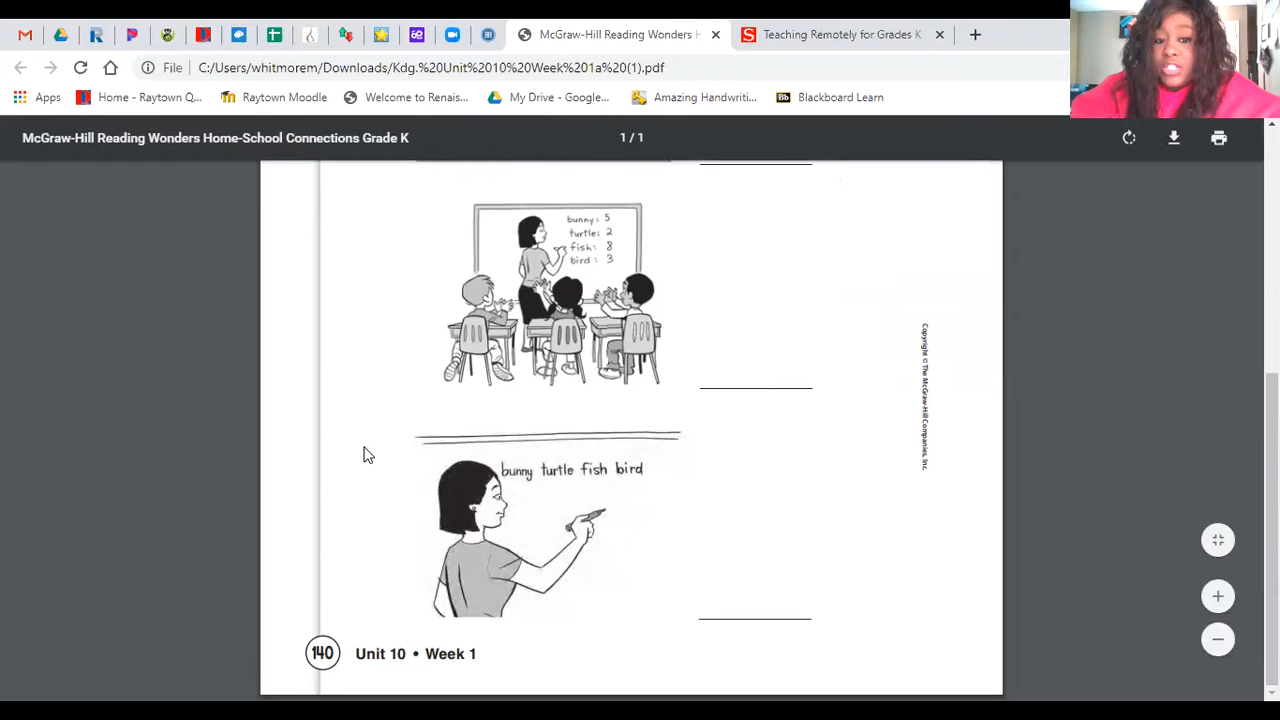 McGraw-Hill Reading Wonders H
Teaching Remotely for Grades K
File
C:/Users/whitmorem/Downloads/Kdg.%20Unit%2010%20Week%201a%20(1).pdf
Apps
Home - Raytown Q...
Raytown Moodle
Welcome to Renais...
My Drive - Google...
Amazing Handwriti...
Bb Blackboard Learn
McGraw-Hill Reading Wonders Home-School Connections Grade K
1 / 1
bunny: 5
turtle: 2
fish: 8
bird: 3
Copyright © The McGraw-Hill Companies, Inc.
bunny turtle fish bird
140
Unit 10 • Week 1